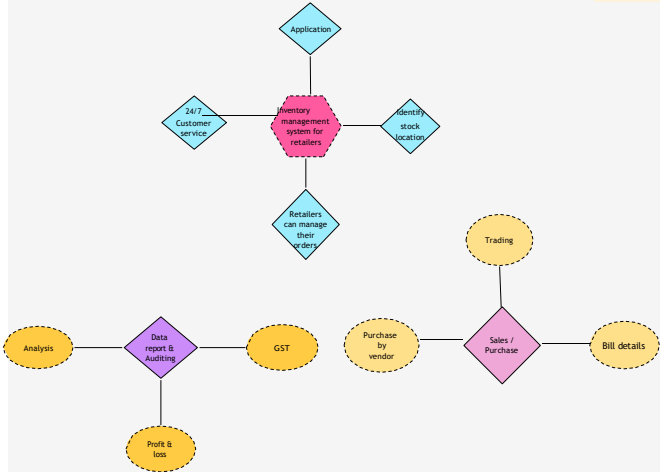 Application
24/7
Customer
service
Inventory
management
system for
retailers
Identify
stock
location
Retailers
can manage
their
orders
Trading
Analysis
Data
report &
Auditing
GST
Purchase
by
vendor
Sales /
Purchase
Bill details
Profit &
loss